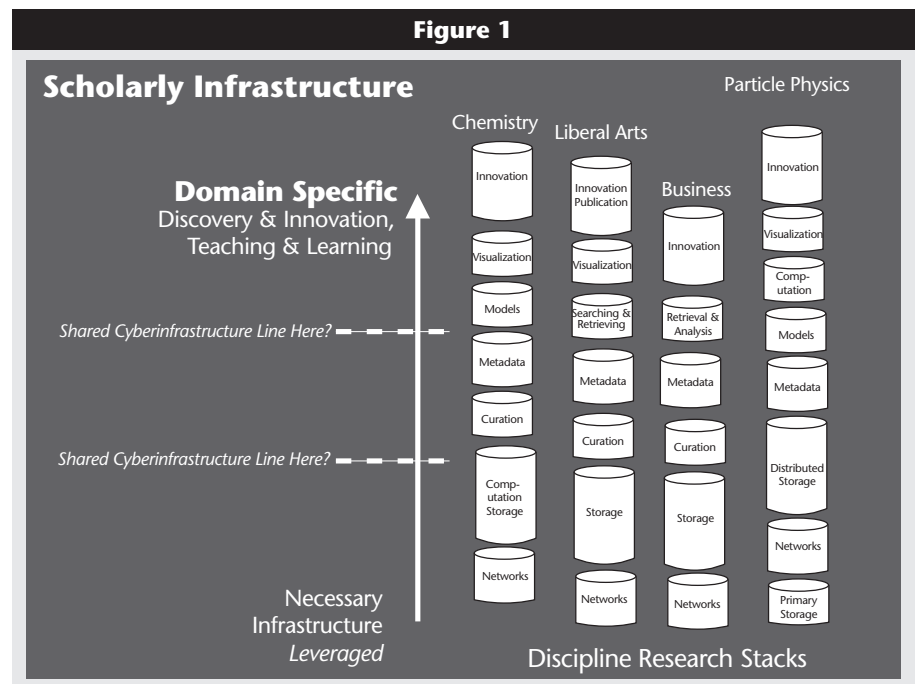 Figure 1
Scholarly Infrastructure
Domain Specific
Discovery & Innovation,
Teaching & Learning
Shared Cyberinfrastructure Line Here?
Shared Cyberinfrastructure Line Here?
Necessary
Infrastructure
Leveraged
Chemistry
Innovation
Visualization
Models
Metadata
Curation
Comp-
utation
Storage
Networks
Liberal Arts
Innovation
Publication
Visualization
Searching &
Retrieving
Metadata
Curation
Storage
Networks
Business
Innovation
Retrieval &
Analysis
Metadata
Curation
Storage
Networks
Particle Physics
Innovation
Visualization
Comp-
utation
Models
Metadata
Distributed
Storage
Networks
Primary
Storage
Discipline Research Stacks